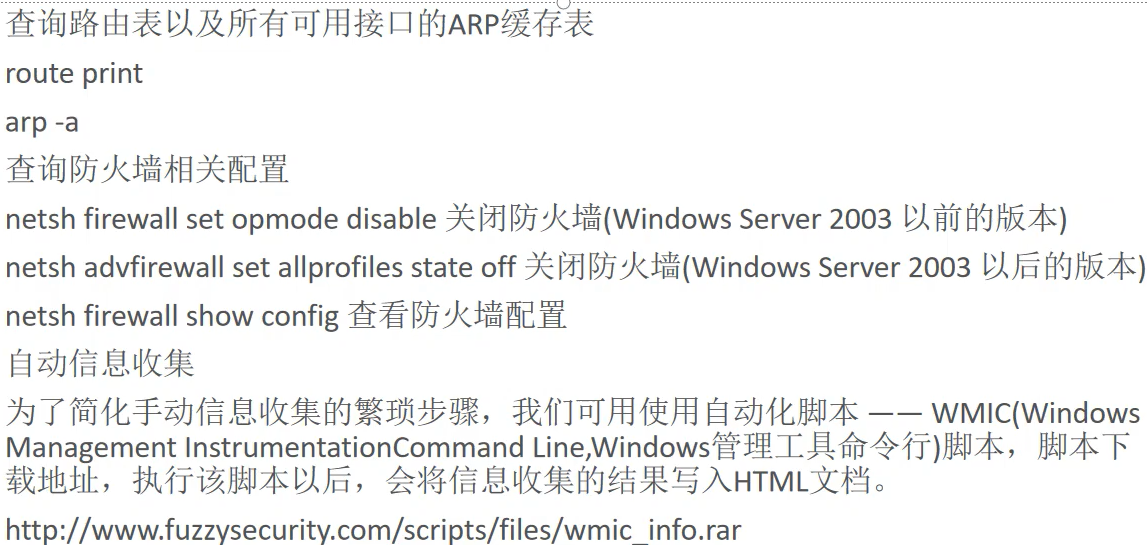 查询路由表以及所有可用接口的ARP缓存表
route print
arp -a
查询防火墙相关配置
netsh firewall set opmode disable 关闭防火墙(Windows Server 2003 以前的版本)
netsh advfirewall set allprofiles state off 关闭防火墙(Windows Server 2003 以后的版本)
netsh firewall show config 查看防火墙配置
自动信息收集
为了简化手动信息收集的繁琐步骤，我们可用使用自动化脚本 —— WMIC(Windows
Management InstrumentationCommand Line,Windows管理工具命令行)脚本，脚本下
载地址，执行该脚本以后，会将信息收集的结果写入HTML文档。
http://www.fuzzysecurity.com/scripts/files/wmic_info.rar